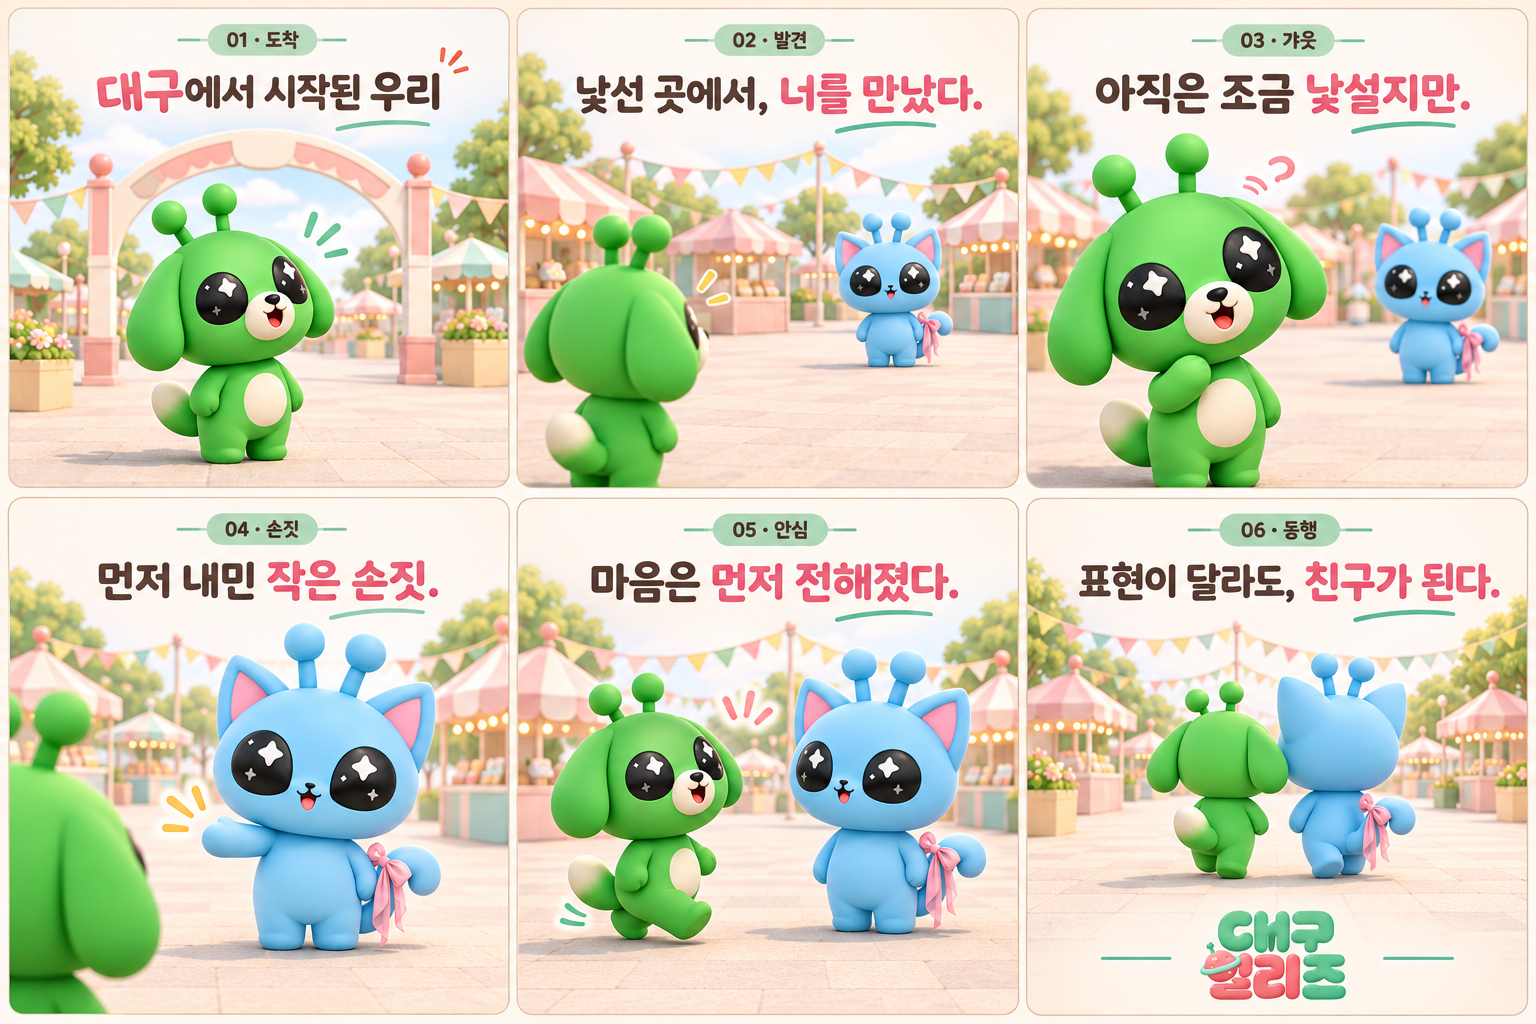 01 · 도착
대구에서 시작된 우리
02 · 발견
낯선 곳에서, 너를 만났다.
03 · 갸웃
아직은 조금 낯설지만.
04 · 손짓
먼저 내민 작은 손짓.
05 · 안심
마음은 먼저 전해졌다.
06 · 동행
표현이 달라도, 친구가 된다.
대구
얼리즈